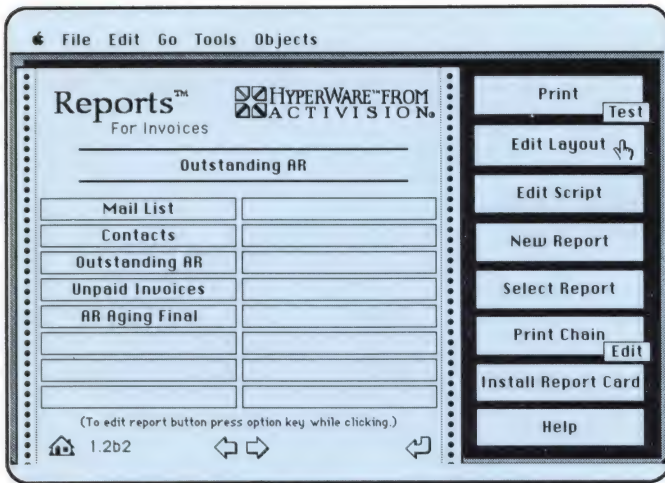 File Edit Go Tools Objects
Reports™
For Invoices
HYPERWARE™ FROM
ACTIVISION®
Outstanding AR
Mail List
Contacts
Outstanding AR
Unpaid Invoices
AR Aging Final
(To edit report button press option key while clicking.)
1.2b2
Print
Test
Edit Layout
Edit Script
New Report
Select Report
Print Chain
Edit
Install Report Card
Help